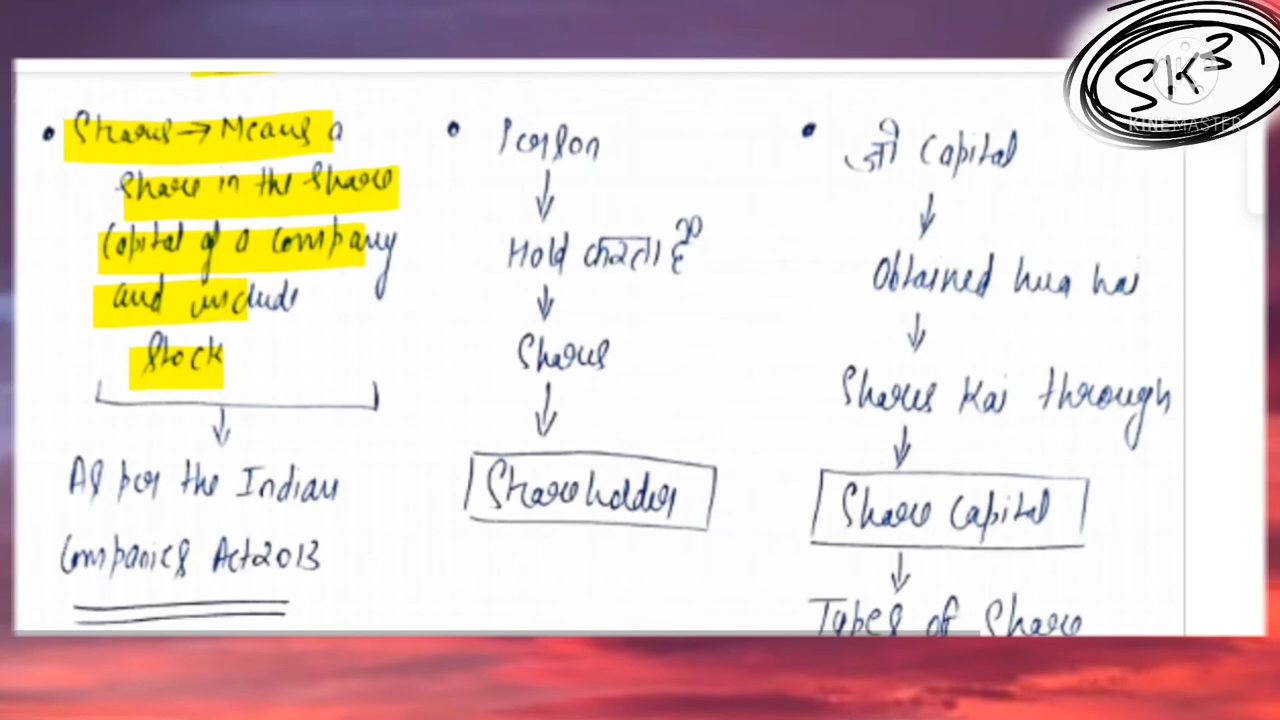 Shares → Means a
share in the share
Capital of a company
and include
Stock
As per the Indian
Companies Act 2013
Person
↓
Hold करता है
↓
Shares
↓
Shareholder
जो Capital
↓
Obtained hua hai
↓
Shares Kai through
↓
Share Capital
↓
Types of Share
SK3
KINEMASTER